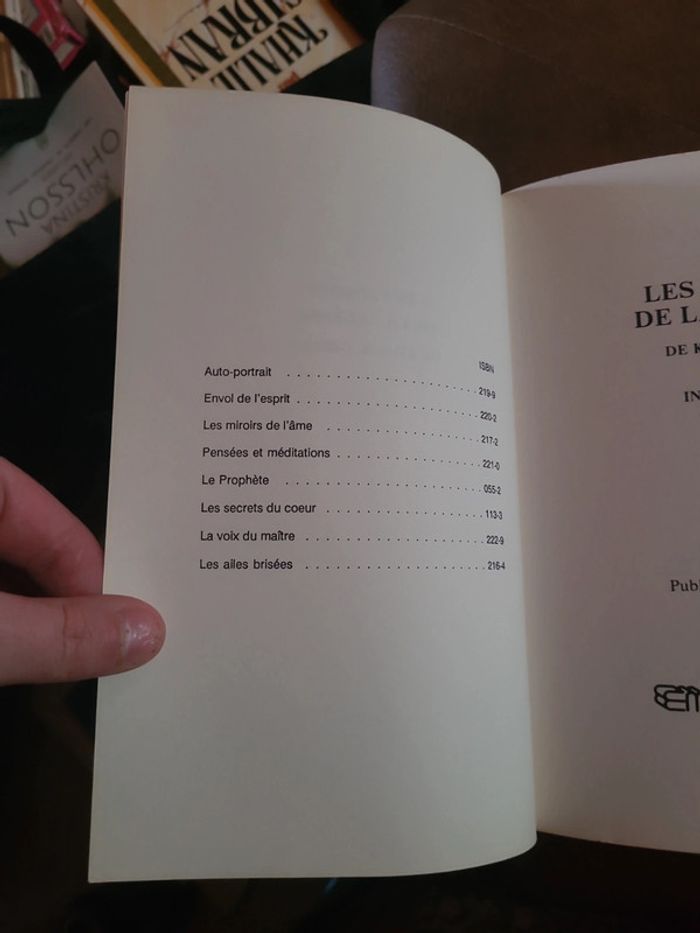 KHALIL
GIBRAN
KRISTINA
OHLSSON
ISBN
Auto-portrait . . . . . . . . . . . . . . . . . . . . . 219-9
Envol de l'esprit . . . . . . . . . . . . . . . . . . . . 220-2
Les miroirs de l'âme . . . . . . . . . . . . . . . . . 217-2
Pensées et méditations . . . . . . . . . . . . . . . 221-0
Le Prophète . . . . . . . . . . . . . . . . . . . . . 055-2
Les secrets du coeur . . . . . . . . . . . . . . . . . 113-3
La voix du maître . . . . . . . . . . . . . . . . . . . 222-9
Les ailes brisées . . . . . . . . . . . . . . . . . . . 216-4
LES
DE L
DE K
IN
Publ